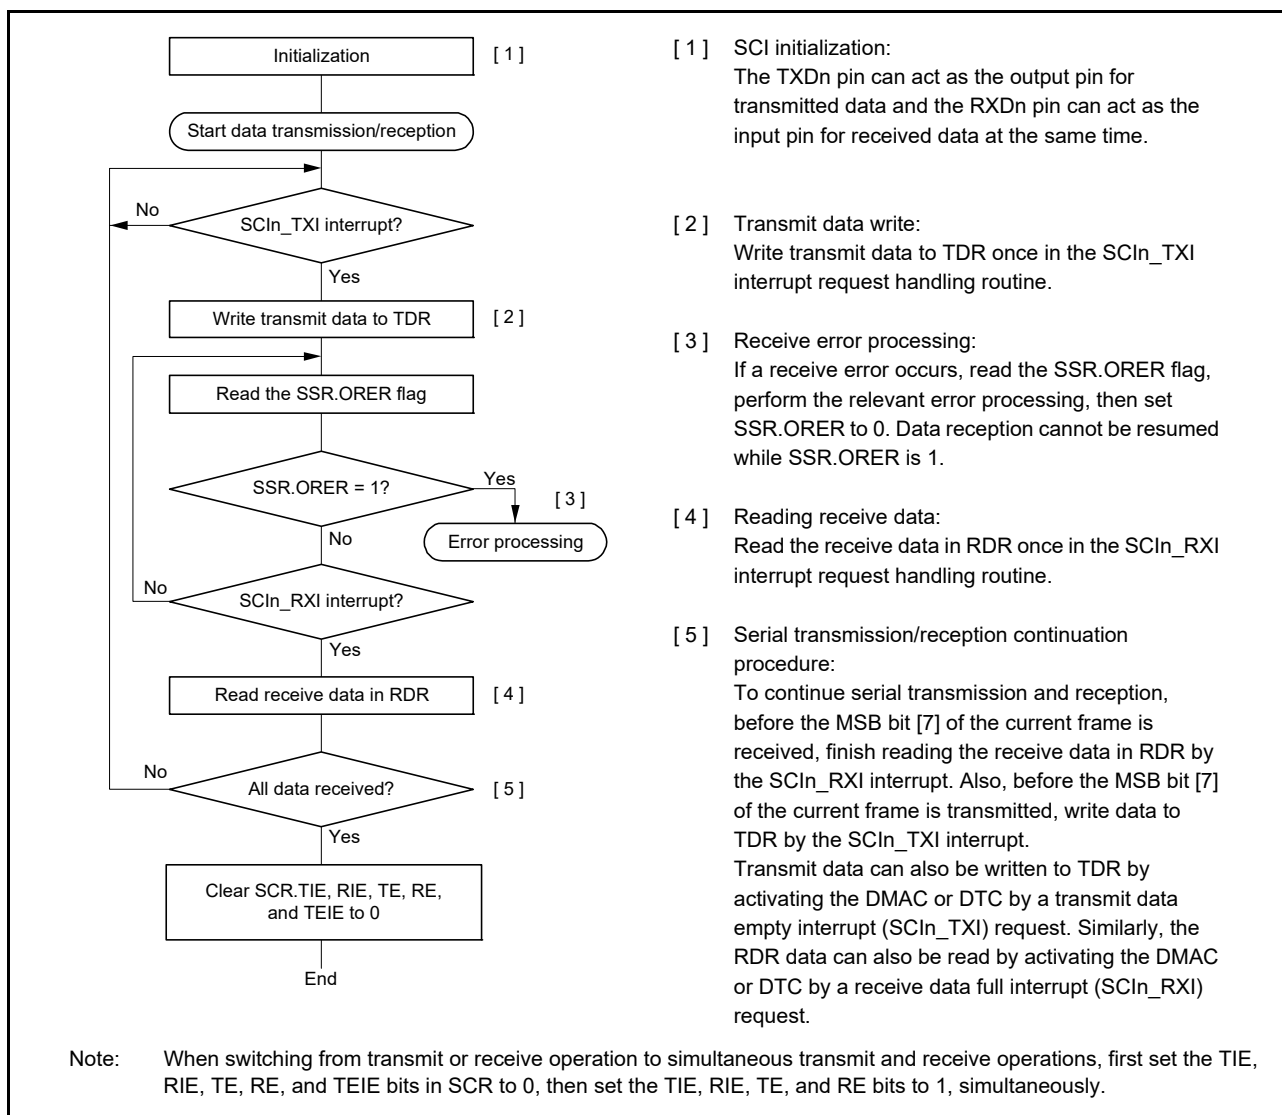 Initialization
[ 1 ]
Start data transmission/reception
No
SCIn_TXI interrupt?
Yes
Write transmit data to TDR
[ 2 ]
Read the SSR.ORER flag
SSR.ORER = 1?
Yes
[ 3 ]
Error processing
No
No
SCIn_RXI interrupt?
Yes
Read receive data in RDR
[ 4 ]
No
All data received?
[ 5 ]
Yes
Clear SCR.TIE, RIE, TE, RE,
and TEIE to 0
End
[ 1 ] SCI initialization:
The TXDn pin can act as the output pin for
transmitted data and the RXDn pin can act as the
input pin for received data at the same time.
[ 2 ] Transmit data write:
Write transmit data to TDR once in the SCIn_TXI
interrupt request handling routine.
[ 3 ] Receive error processing:
If a receive error occurs, read the SSR.ORER flag,
perform the relevant error processing, then set
SSR.ORER to 0. Data reception cannot be resumed
while SSR.ORER is 1.
[ 4 ] Reading receive data:
Read the receive data in RDR once in the SCIn_RXI
interrupt request handling routine.
[ 5 ] Serial transmission/reception continuation
procedure:
To continue serial transmission and reception,
before the MSB bit [7] of the current frame is
received, finish reading the receive data in RDR by
the SCIn_RXI interrupt. Also, before the MSB bit [7]
of the current frame is transmitted, write data to
TDR by the SCIn_TXI interrupt.
Transmit data can also be written to TDR by
activating the DMAC or DTC by a transmit data
empty interrupt (SCIn_TXI) request. Similarly, the
RDR data can also be read by activating the DMAC
or DTC by a receive data full interrupt (SCIn_RXI)
request.
Note: When switching from transmit or receive operation to simultaneous transmit and receive operations, first set the TIE,
RIE, TE, RE, and TEIE bits in SCR to 0, then set the TIE, RIE, TE, and RE bits to 1, simultaneously.